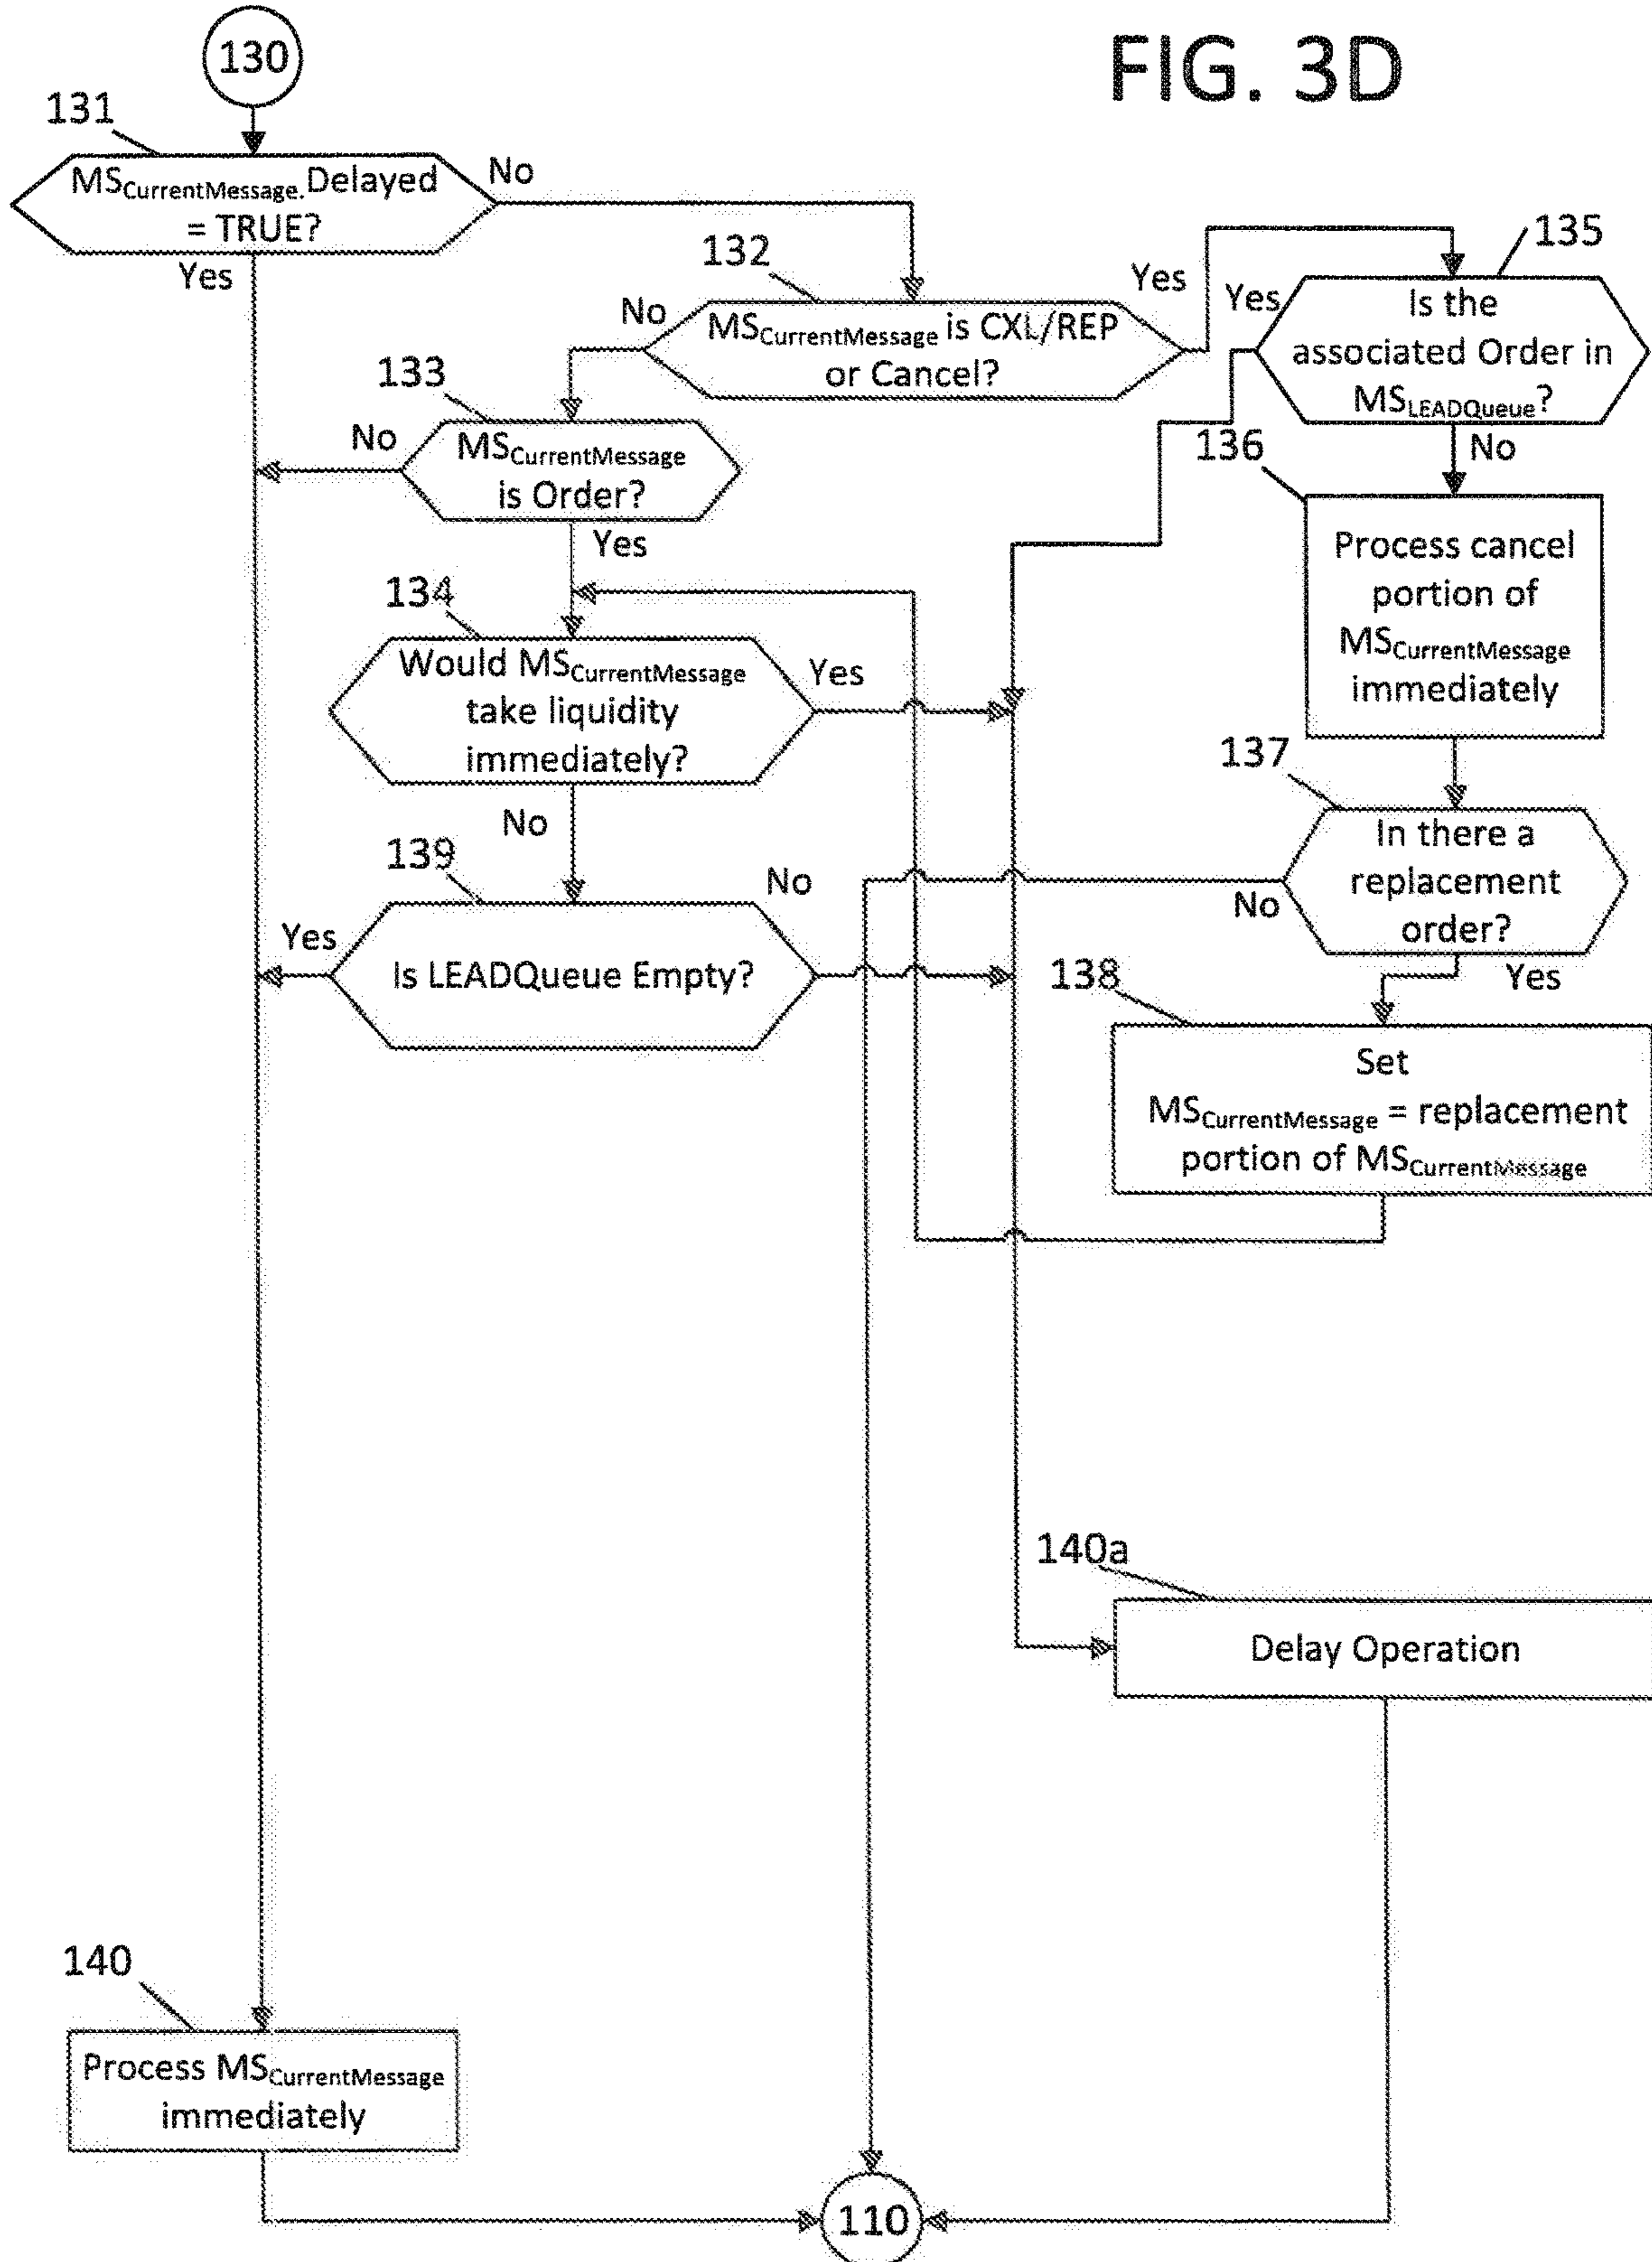 FIG. 3D
130
131
MSCurrentMessage.Delayed
= TRUE?
No
Yes
132
MSCurrentMessage is CXL/REP
or Cancel?
No
Yes
135
Is the
associated Order in
MSLEADQueue?
Yes
No
133
MSCurrentMessage
is Order?
No
Yes
136
Process cancel
portion of
MSCurrentMessage
immediately
134
Would MSCurrentMessage
take liquidity
immediately?
Yes
No
137
In there a
replacement
order?
No
Yes
139
Is LEADQueue Empty?
Yes
No
138
Set
MSCurrentMessage = replacement
portion of MSCurrentMessage
140a
Delay Operation
140
Process MSCurrentMessage
immediately
110